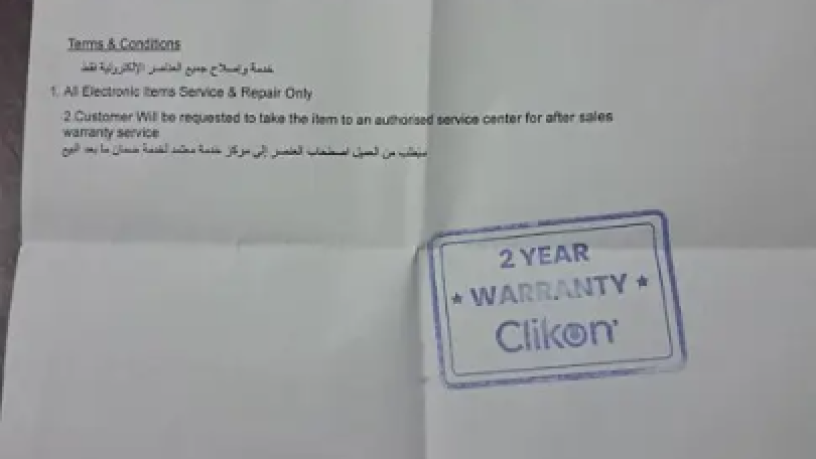 Terms & Conditions
خدمة وإصلاح جميع العناصر الإلكترونية فقط
1. All Electronic Items Service & Repair Only
2.Customer Will be requested to take the item to an authorised service center for after sales
warranty service
سيطلب من العميل اصطحاب العنصر إلى مركز خدمة معتمد لخدمة ضمان ما بعد البيع
2 YEAR
★ WARRANTY ★
Clikon